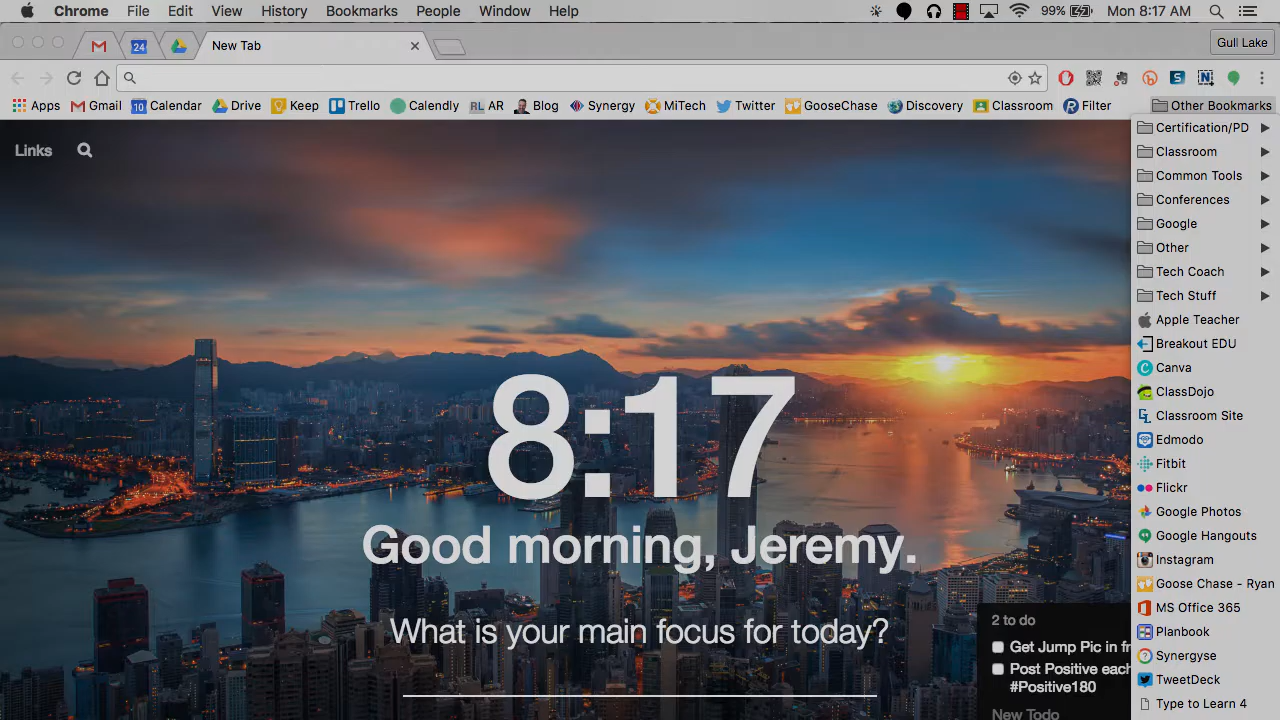 Chrome File Edit View History Bookmarks People Window Help 99% Mon 8:17 AM
24 New Tab Gull Lake
Apps Gmail 10 Calendar Drive Keep Trello Calendly RL AR Blog Synergy MiTech Twitter GooseChase Discovery Classroom Filter Other Bookmarks
Links
Certification/PD
Classroom
Common Tools
Conferences
Google
Other
Tech Coach
Tech Stuff
Apple Teacher
Breakout EDU
Canva
ClassDojo
Classroom Site
Edmodo
Fitbit
Flickr
Google Photos
Google Hangouts
Instagram
Goose Chase - Ryan
MS Office 365
Planbook
Synergyse
TweetDeck
Type to Learn 4
8:17
Good morning, Jeremy.
What is your main focus for today?
2 to do
Get Jump Pic in fr
Post Positive each
#Positive180
New Todo